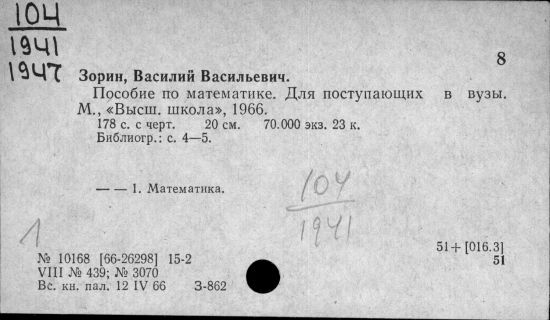 104
1941
1947
8
Зорин, Василий Васильевич.
Пособие по математике. Для поступающих в вузы.
М., «Высш. школа», 1966.
178 с. с черт. 20 см. 70.000 экз. 23 к.
Библиогр.: с. 4—5.
— — 1. Математика.
104
1941
1
51+[016.3]
51
№ 10168 [66-26298] 15-2
VIII № 439; № 3070
Вс. кн. пал. 12 IV 66 З-862